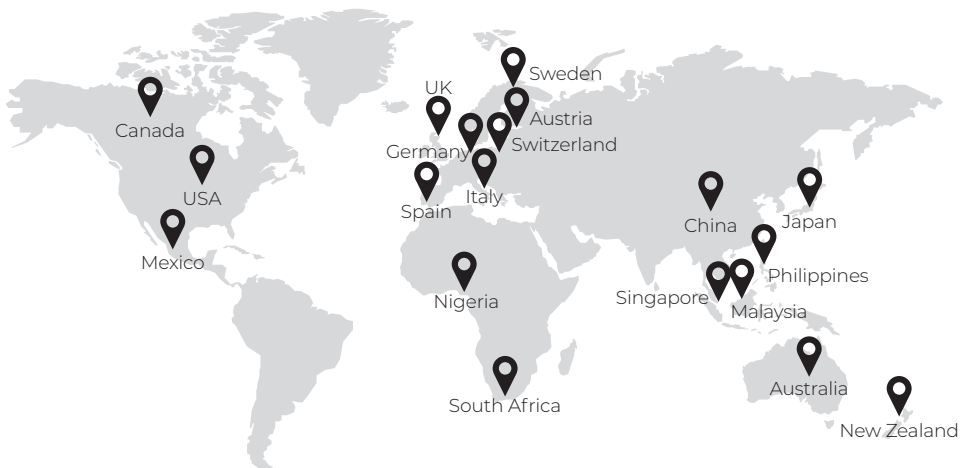 Sweden
UK
Austria
Canada
Switzerland
Germany
Italy
USA
Spain
China
Japan
Mexico
Philippines
Nigeria
Singapore
Malaysia
Australia
South Africa
New Zealand